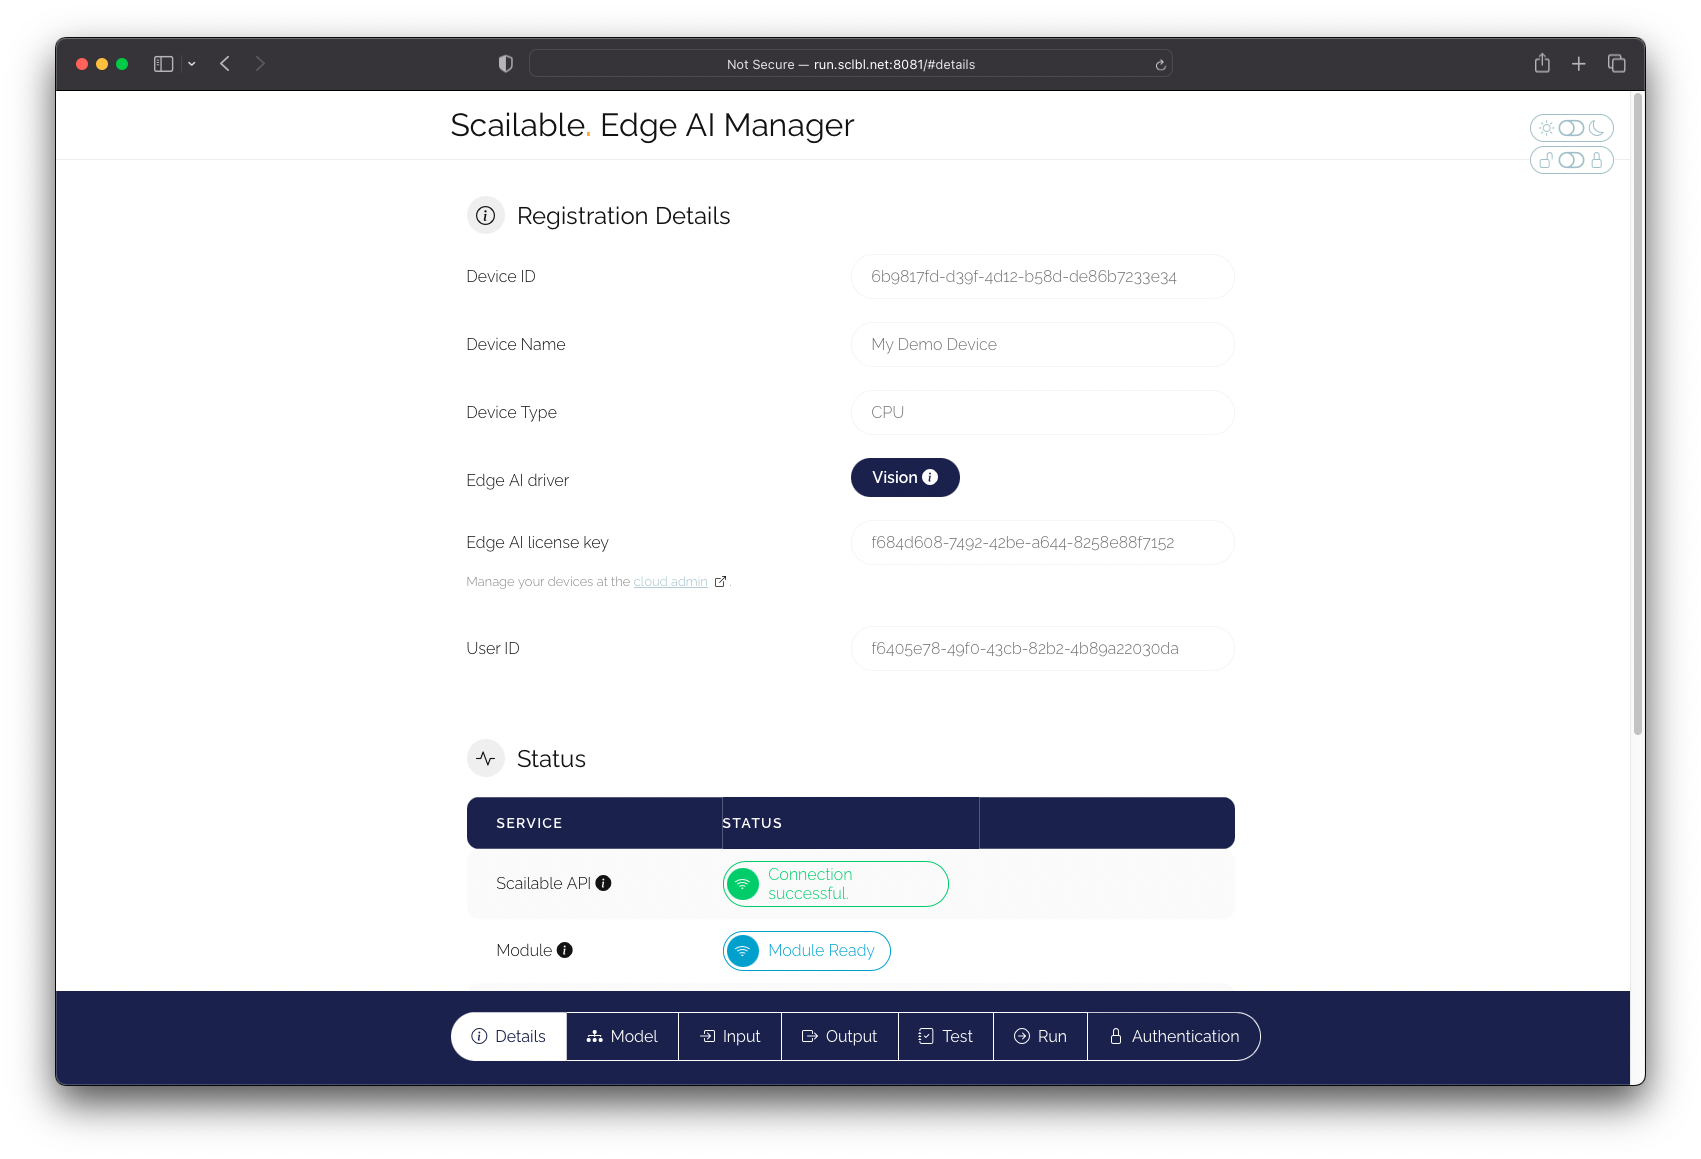 Not Secure — run.sclbl.net:8081/#details
Scailable. Edge AI Manager
Registration Details
Device ID
6b9817fd-d39f-4d12-b58d-de86b7233e34
Device Name
My Demo Device
Device Type
CPU
Edge AI driver
Vision
Edge AI license key
f684d608-7492-42be-a644-8258e88f7152
Manage your devices at the cloud admin .
User ID
f6405e78-49f0-43cb-82b2-4b89a22030da
Status
SERVICE STATUS
Scailable API
Connection
successful.
Module
Module Ready
Details Model Input Output Test Run Authentication